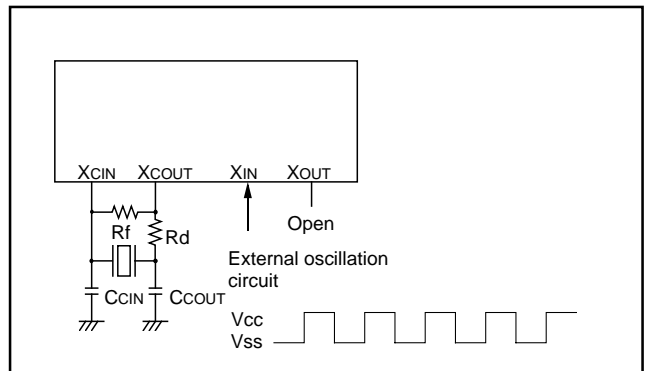 XCIN XCOUT XIN XOUT
Rf
Rd
Open
External oscillation
circuit
CCIN CCOUT
Vcc
Vss